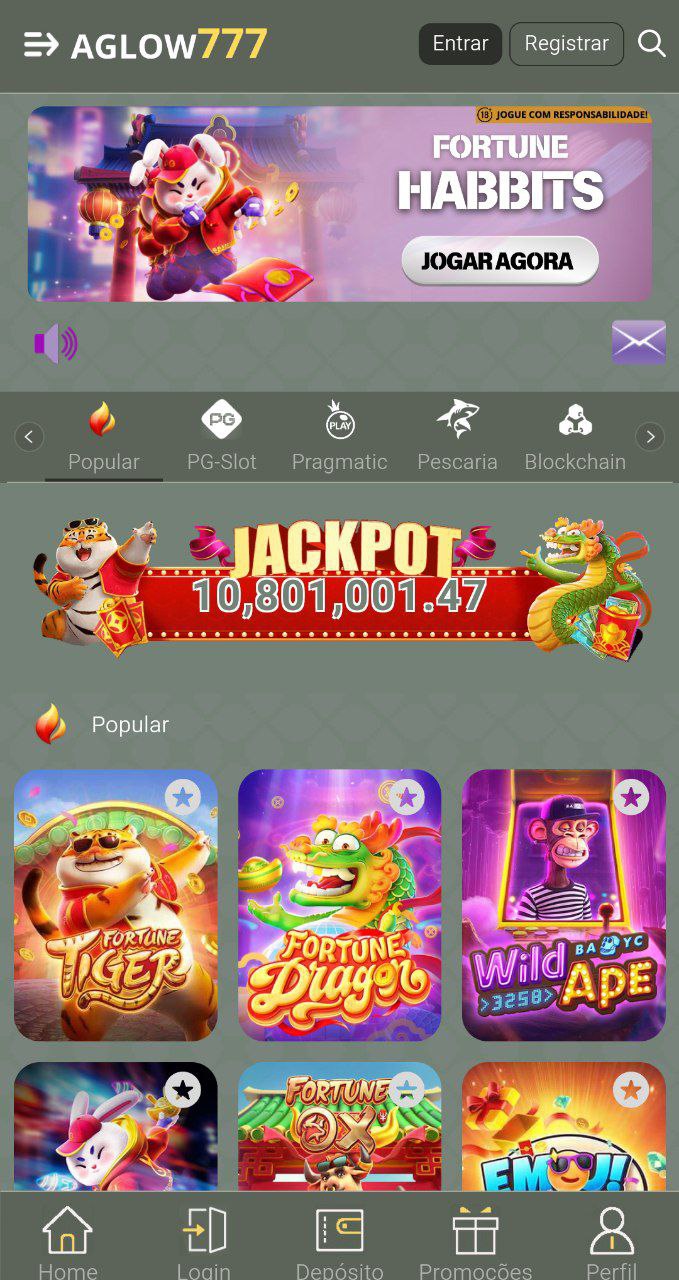 AGLOW777
Entrar
Registrar
18 JOGUE COM RESPONSABILIDADE!
FORTUNE
HABBITS
JOGAR AGORA
PG
PLAY
Popular
PG-Slot
Pragmatic
Pescaria
Blockchain
JACKPOT
10,801,001.47
Popular
FORTUNE
TIGER
FORTUNE
Dragon
Wild
BAYC
>3258>
APE
FORTUNE
OX
EMOJI
Home
Login
Depósito
Promoções
Perfil